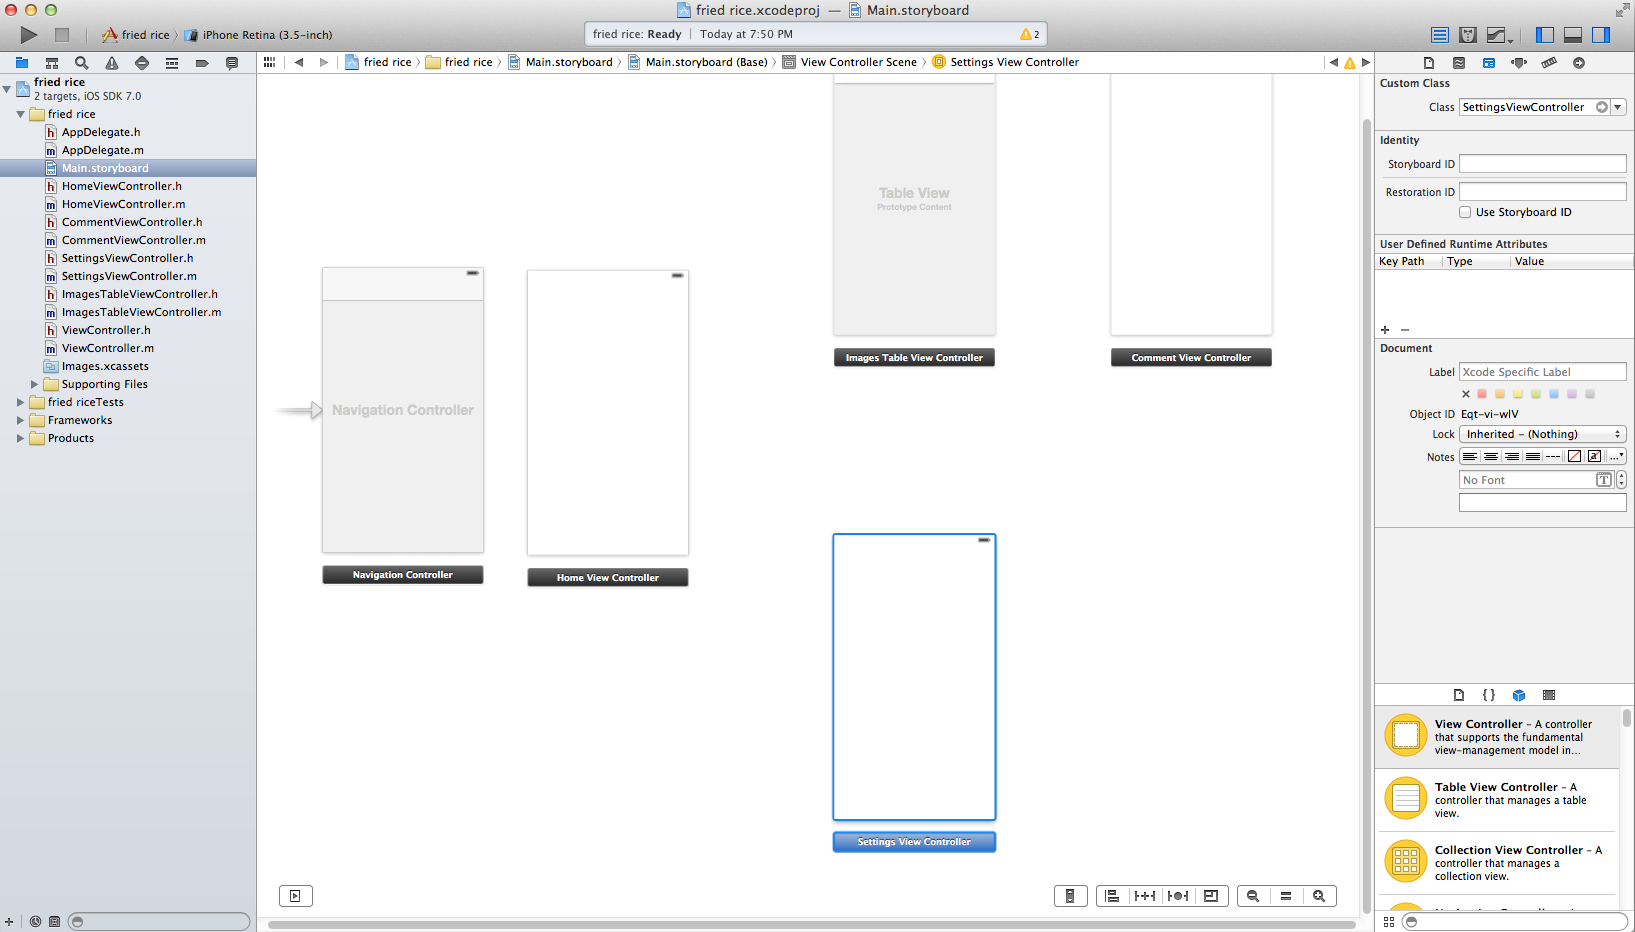 fried rice.xcodeproj — Main.storyboard
fried rice iPhone Retina (3.5-inch)
fried rice: Ready Today at 7:50 PM 2
fried rice fried rice Main.storyboard Main.storyboard (Base) View Controller Scene Settings View Controller
fried rice
2 targets, iOS SDK 7.0
fried rice
AppDelegate.h
AppDelegate.m
Main.storyboard
HomeViewController.h
HomeViewController.m
CommentViewController.h
CommentViewController.m
SettingsViewController.h
SettingsViewController.m
ImagesTableViewController.h
ImagesTableViewController.m
ViewController.h
ViewController.m
Images.xcassets
Supporting Files
fried riceTests
Frameworks
Products
Table View
Prototype Content
Images Table View Controller
Comment View Controller
Navigation Controller
Navigation Controller
Home View Controller
Settings View Controller
Custom Class
Class SettingsViewController
Identity
Storyboard ID
Restoration ID
Use Storyboard ID
User Defined Runtime Attributes
Key Path Type Value
Document
Label Xcode Specific Label
Object ID Eqt-vi-wlV
Lock Inherited - (Nothing)
Notes
No Font
View Controller - A controller
that supports the fundamental
view-management model in...
Table View Controller - A
controller that manages a table
view.
Collection View Controller - A
controller that manages a
collection view.